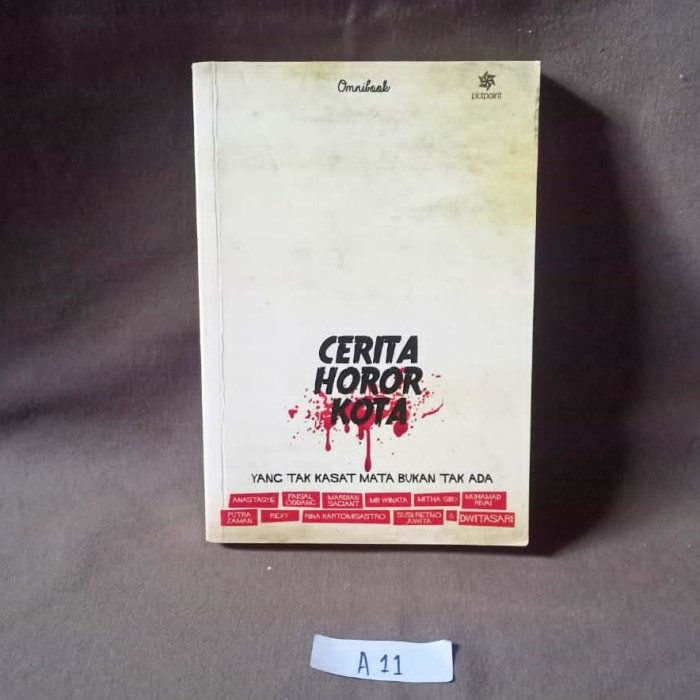 Omnibook
plotpoint
CERITA
HOROR
KOTA
YANG TAK KASAT MATA BUKAN TAK ADA
ANASTASYE FAISAL ODDANG MARDIAN SAGIANT MB WINATA MITHA SIBU MUHAMAD RIVAI
PUTRA ZAMAN REXY RINA KARTOMISASTRO SUSI RETNO JUWITA & DWITASARI
A 11